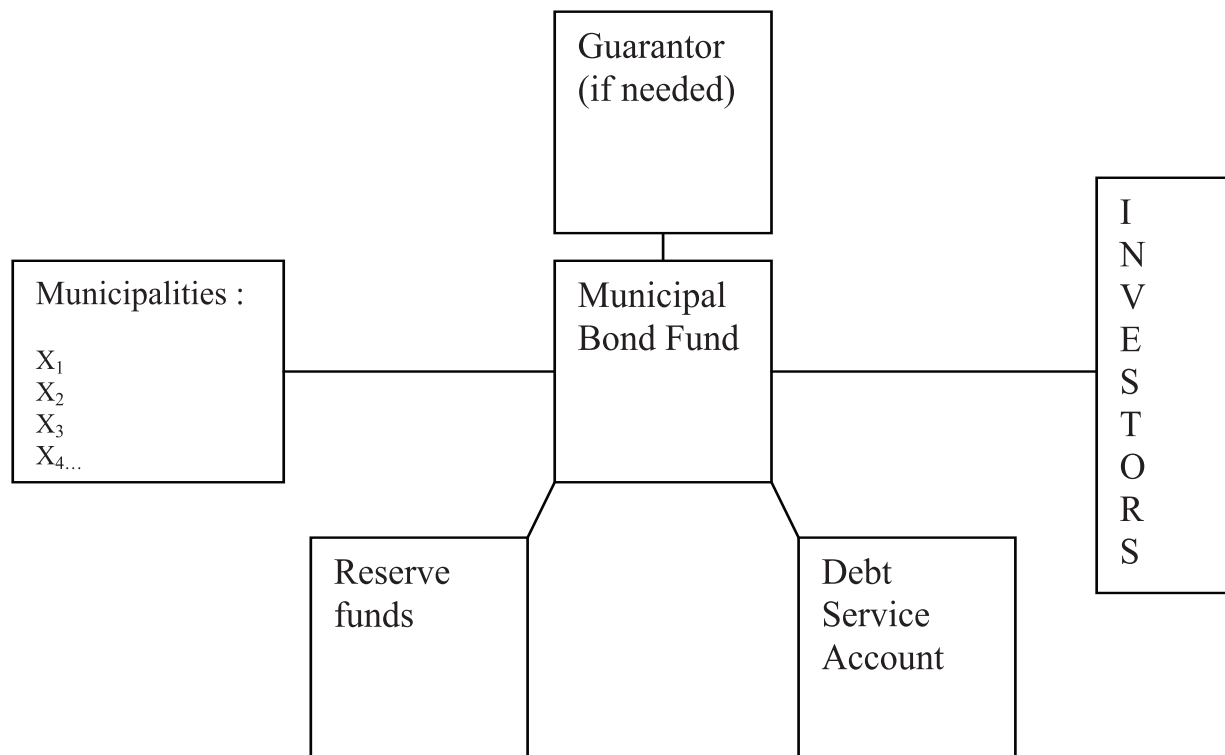 Guarantor
(if needed)
Municipalities :
X₁
X₂
X₃
X₄...
Municipal
Bond Fund
I
N
V
E
S
T
O
R
S
Reserve
funds
Debt
Service
Account